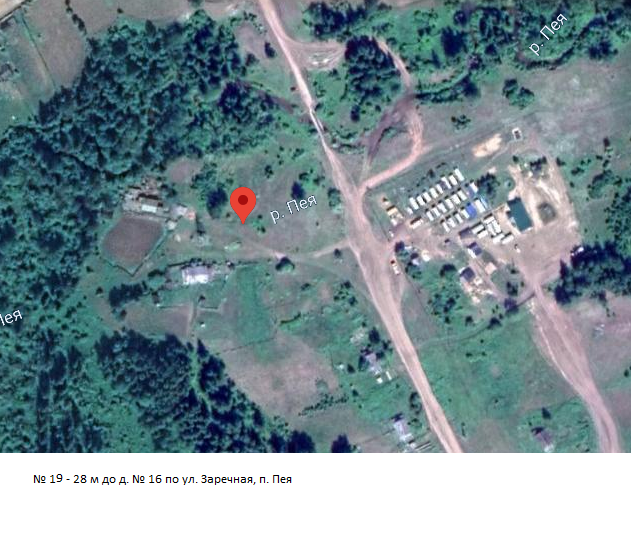 р. Пея
р. Пея
Пея
№ 19 - 28 м до д. № 16 по ул. Заречная, п. Пея